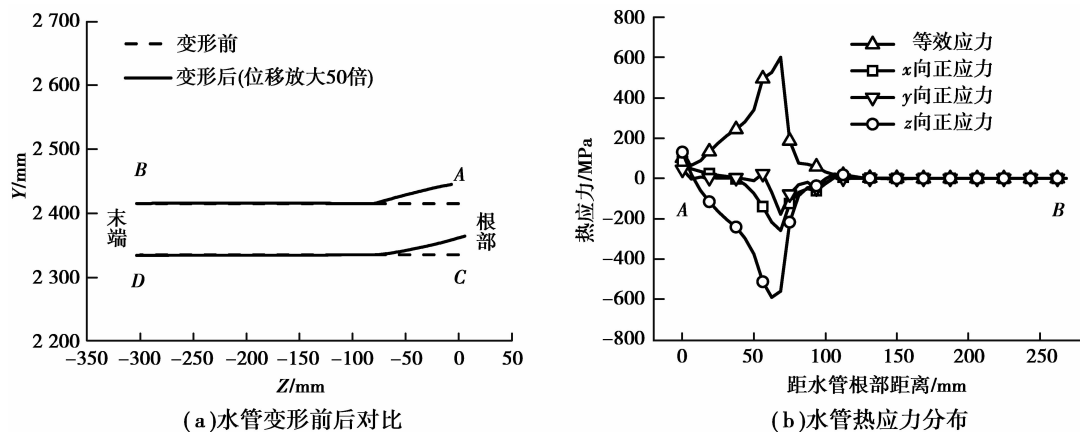 2 700
2 600
2 500
2 400
2 300
2 200
Y/mm
变形前
变形后(位移放大50倍)
B
A
末端
根部
D
C
-350 -300 -250 -200 -150 -100 -50 0 50
Z/mm
(a)水管变形前后对比
800
600
400
200
0
-200
-400
-600
-800
热应力/MPa
等效应力
x向正应力
y向正应力
z向正应力
A
B
0 50 100 150 200 250
距水管根部距离/mm
(b)水管热应力分布